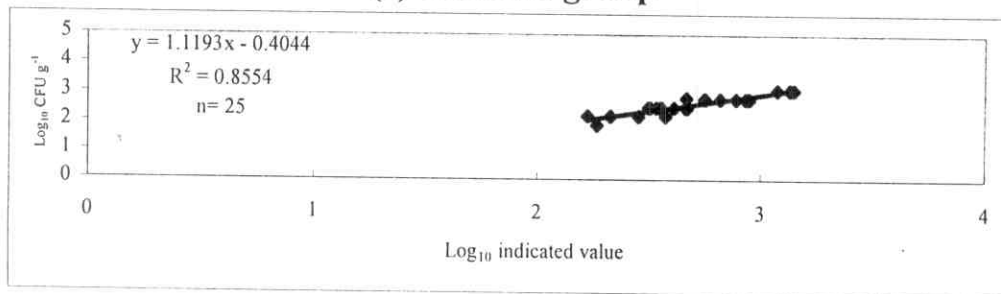 5
y = 1.1193x - 0.4044
4
R² = 0.8554
3
n= 25
2
1
0
Log₁₀ CFU g⁻¹
0 1 2 3 4
Log₁₀ indicated value